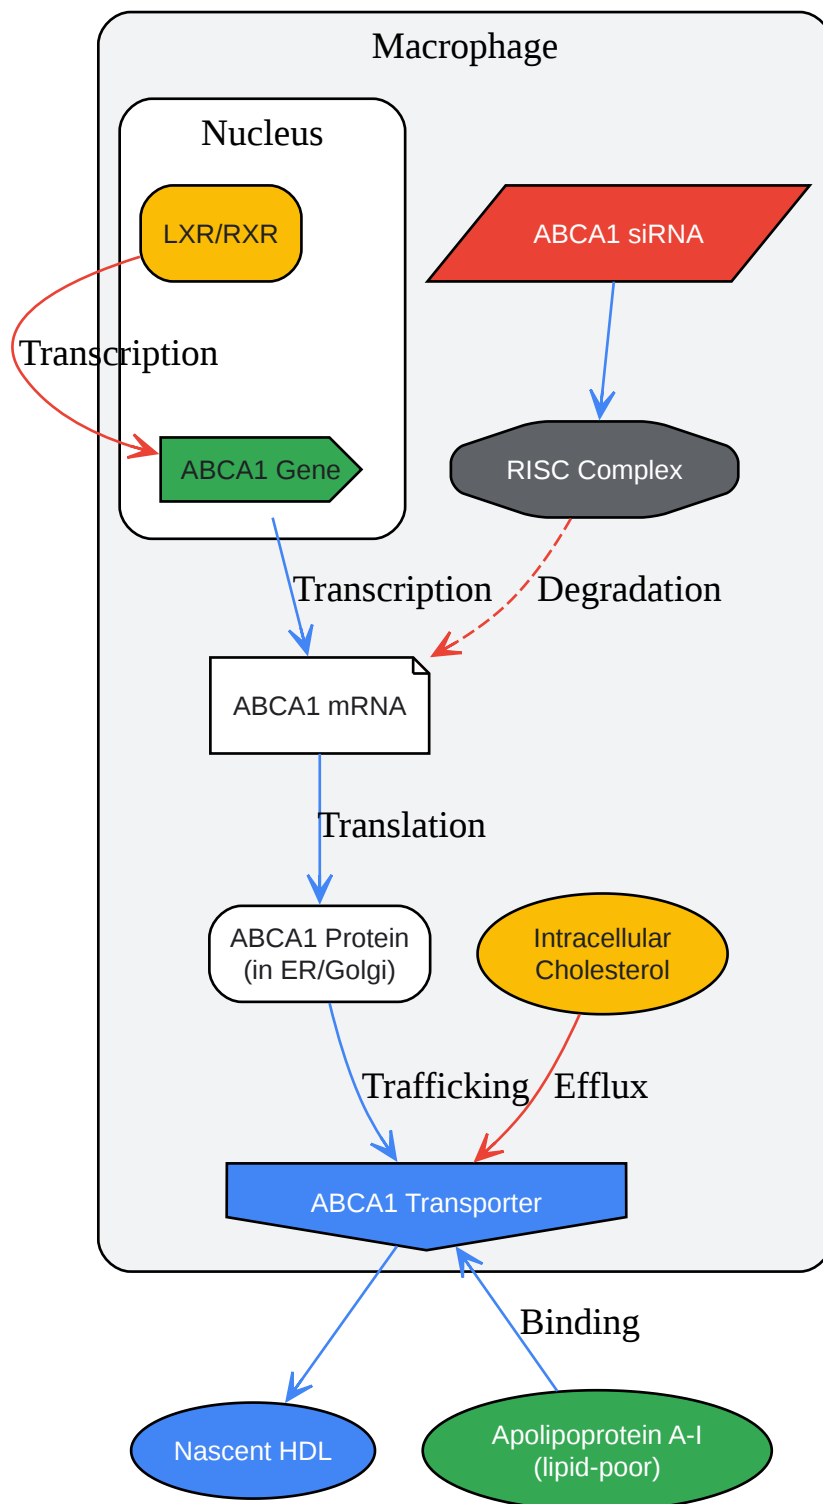 Macrophage
Nucleus
LXR/RXR
ABCA1 siRNA
Transcription
ABCA1 Gene
RISC Complex
Transcription
Degradation
ABCA1 mRNA
Translation
ABCA1 Protein
(in ER/Golgi)
Intracellular
Cholesterol
Trafficking
Efflux
ABCA1 Transporter
Binding
Nascent HDL
Apolipoprotein A-I
(lipid-poor)